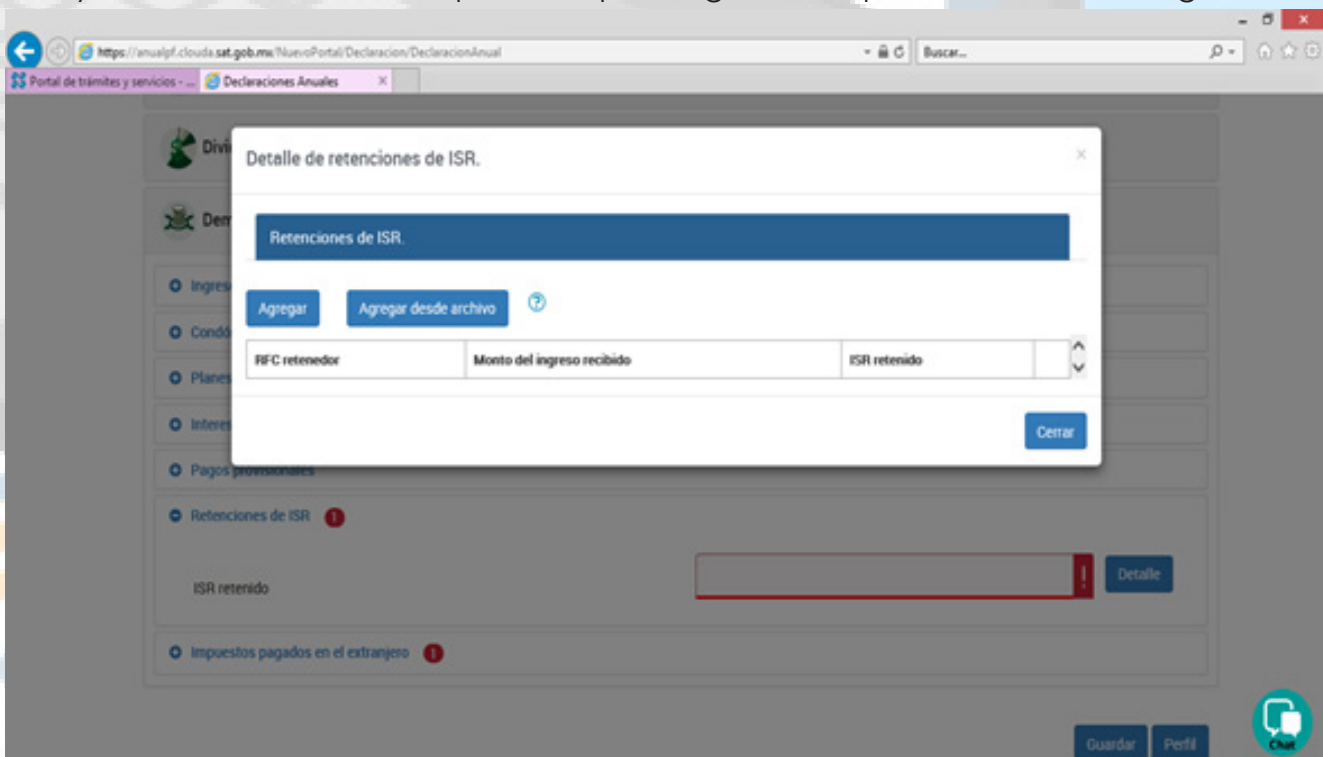 https://anualpf.clouda.sat.gob.mx/NuevoPortal/Declaracion/DeclaracionAnual
Buscar...
Portal de trámites y servicios - ...
Declaraciones Anuales
Detalle de retenciones de ISR.
Retenciones de ISR.
Agregar
Agregar desde archivo
?
RFC retenedor
Monto del ingreso recibido
ISR retenido
Cerrar
Pagos provisionales
Retenciones de ISR 1
ISR retenido
!
Detalle
Impuestos pagados en el extranjero 1
Guardar
Perfil
Chat